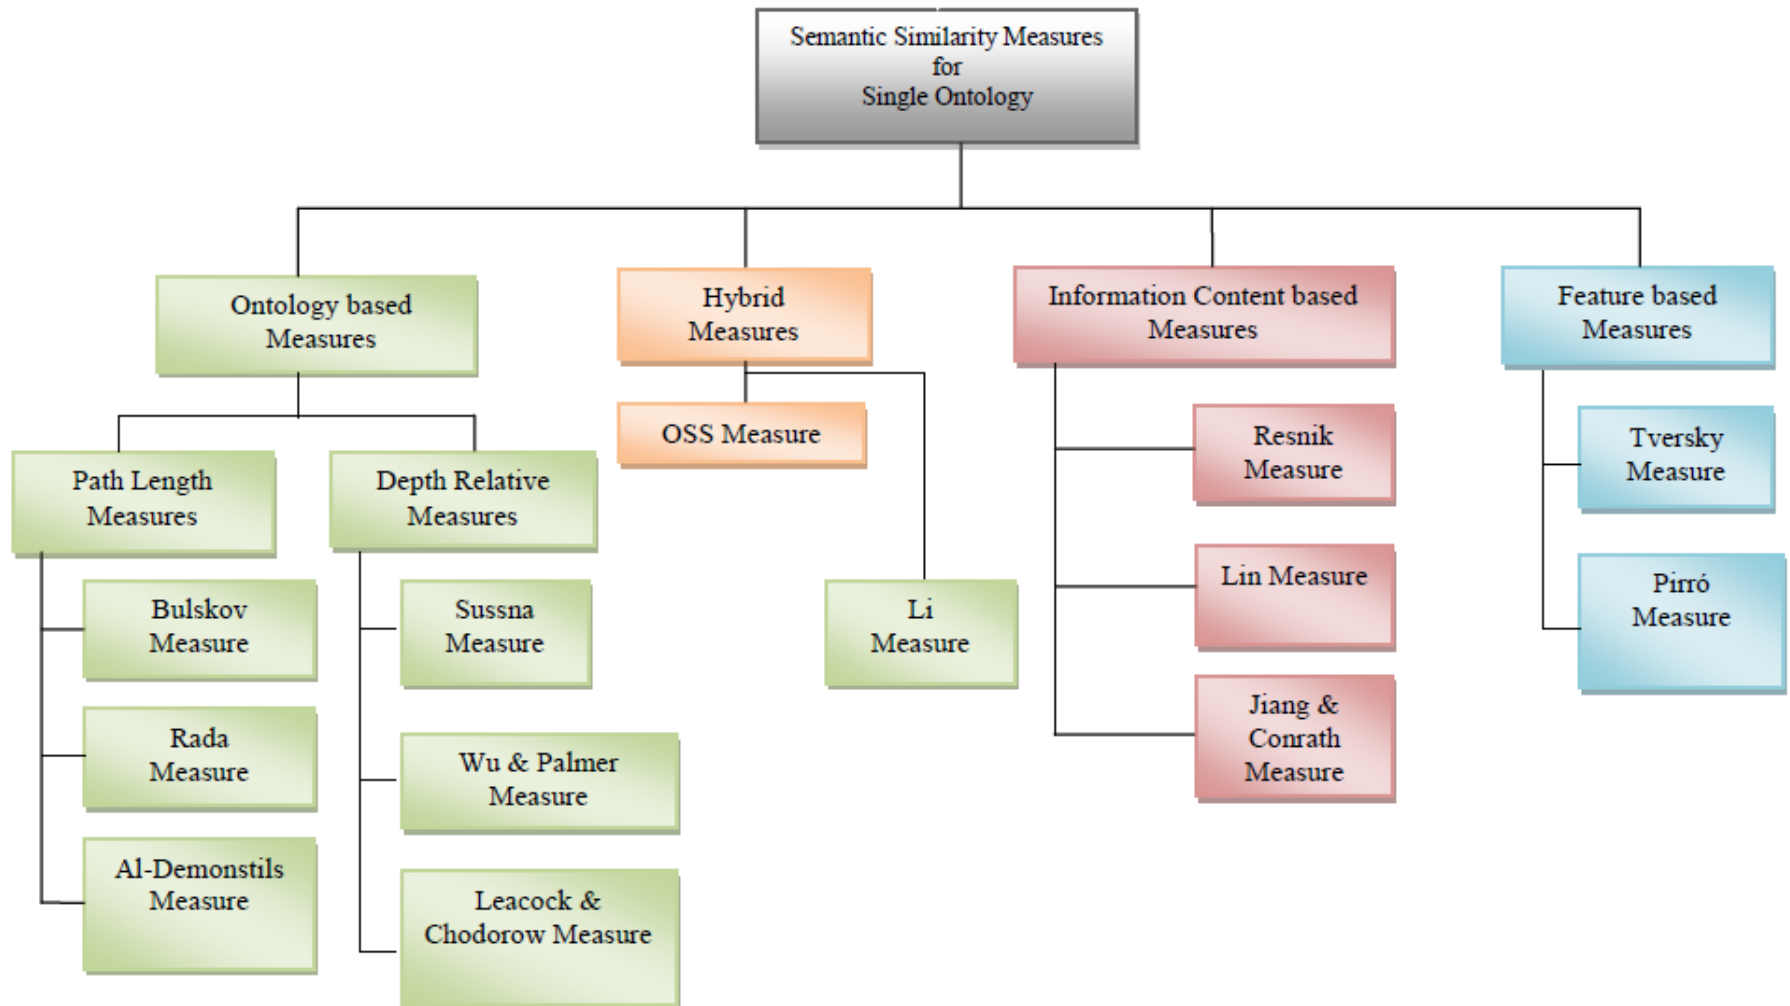 Semantic Similarity Measures
for
Single Ontology
Ontology based
Measures
Hybrid
Measures
Information Content based
Measures
Feature based
Measures
Path Length
Measures
Depth Relative
Measures
OSS Measure
Resnik
Measure
Tversky
Measure
Bulskov
Measure
Sussna
Measure
Li
Measure
Lin Measure
Pirró
Measure
Rada
Measure
Wu & Palmer
Measure
Jiang &
Conrath
Measure
Al-Demonstils
Measure
Leacock &
Chodorow Measure